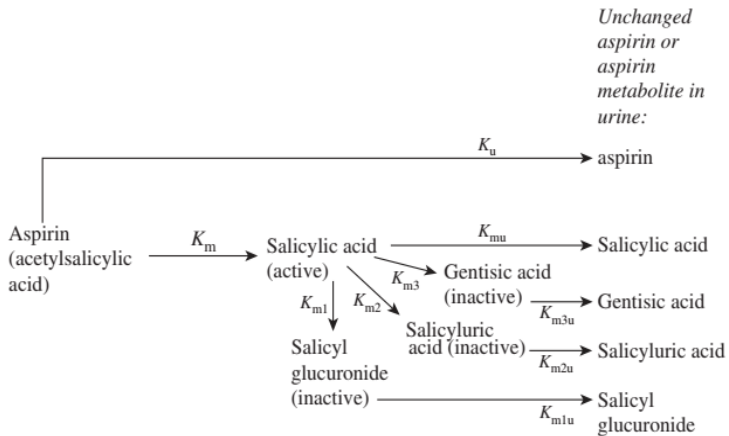 Unchanged
aspirin or
aspirin
metabolite in
urine:
Ku
aspirin
Aspirin
(acetylsalicylic
acid)
Km
Salicylic acid
(active)
Kmu
Salicylic acid
Km3
Gentisic acid
(inactive)
Km3u
Gentisic acid
Km1
Km2
Salicyluric
acid (inactive)
Km2u
Salicyluric acid
Salicyl
glucuronide
(inactive)
Km1u
Salicyl
glucuronide